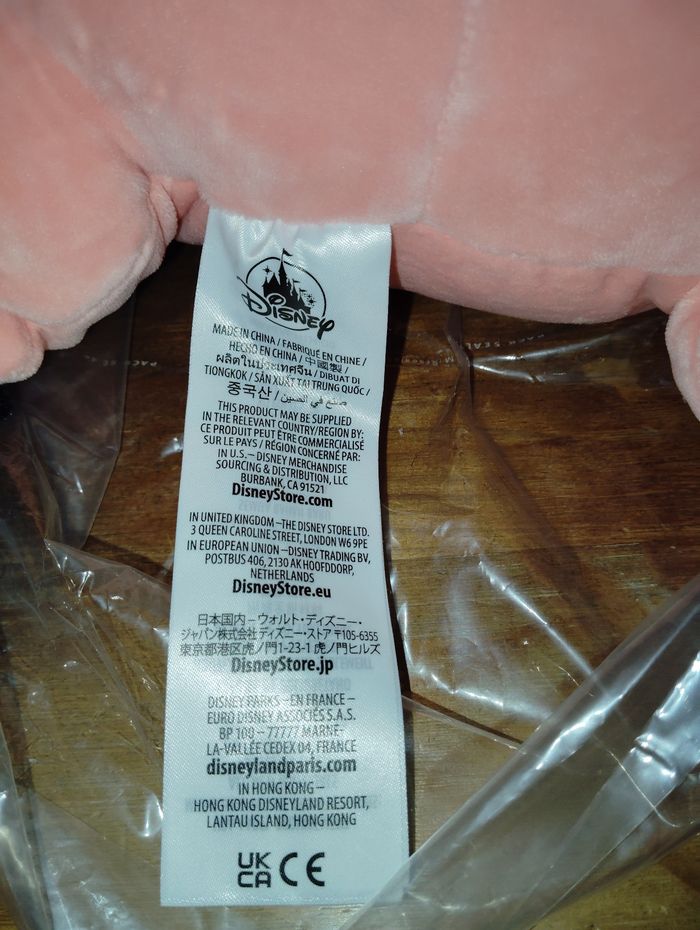 DISNEY
MADE IN CHINA / FABRIQUÉ EN CHINE /
HECHO EN CHINA / 中國製 /
ผลิตในประเทศจีน / DIBUAT DI
TIONGKOK / SẢN XUẤT TẠI TRUNG QUỐC /
중국산 / صنع في الصين
THIS PRODUCT MAY BE SUPPLIED
IN THE RELEVANT COUNTRY/REGION BY:
CE PRODUIT PEUT ÊTRE COMMERCIALISÉ
SUR LE PAYS / RÉGION CONCERNÉ PAR:
IN U.S.– DISNEY MERCHANDISE
SOURCING & DISTRIBUTION, LLC
BURBANK, CA 91521
DisneyStore.com
IN UNITED KINGDOM –THE DISNEY STORE LTD.
3 QUEEN CAROLINE STREET, LONDON W6 9PE
IN EUROPEAN UNION –DISNEY TRADING BV,
POSTBUS 406, 2130 AK HOOFDDORP,
NETHERLANDS
DisneyStore.eu
日本国内 – ウォルト・ディズニー・
ジャパン株式会社 ディズニー・ストア 〒105-6355
東京都港区虎ノ門1-23-1 虎ノ門ヒルズ
DisneyStore.jp
DISNEY PARKS – EN FRANCE –
EURO DISNEY ASSOCIÉS S.A.S.
BP 100 – 77777 MARNE-
LA-VALLÉE CEDEX 04, FRANCE
disneylandparis.com
IN HONG KONG –
HONG KONG DISNEYLAND RESORT,
LANTAU ISLAND, HONG KONG
UK
CA CE